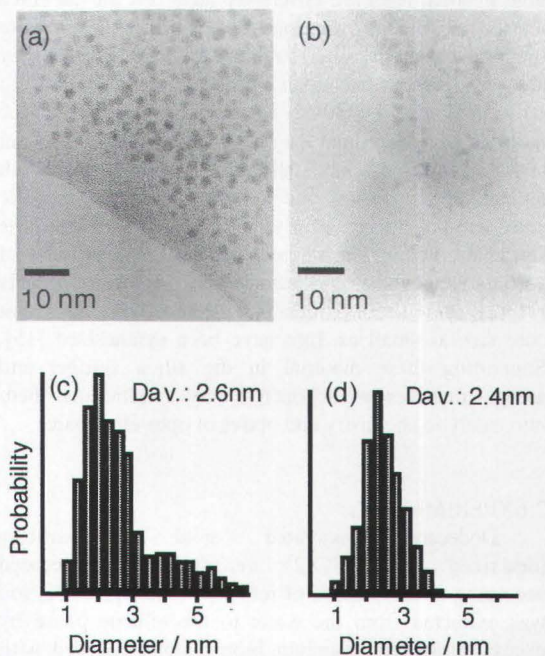 (a)
(b)
10 nm
10 nm
(c)
Dav.: 2.6nm
(d)
Dav.: 2.4nm
Probability
1 3 5
1 3 5
Diameter / nm
Diameter / nm